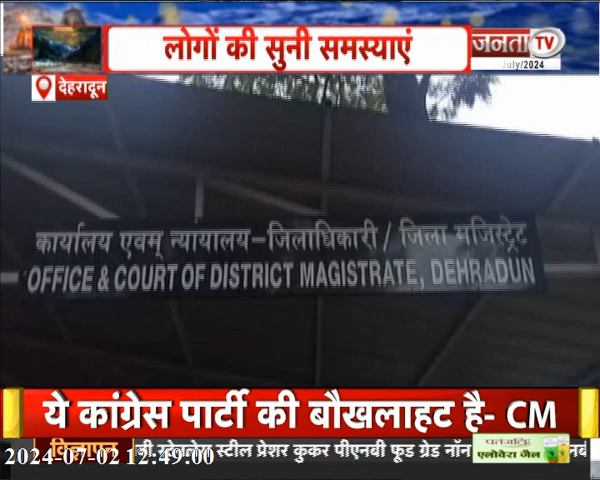 लोगों की सुनी समस्याएं
जनता TV
July/2024
देहरादून
कार्यालय एवम् न्यांयालय-जिलाधिकारी / जिला मजिस्ट्रेट
OFFICE & COURT OF DISTRICT MAGISTRATE, DEHRADUN
ये कांग्रेस पार्टी की बौखलाहट है- CM
विज्ञापन स्टील प्रेशर कुकर पीएनबी फूड ग्रेड नॉन
पतंजलि
एलोवेरा जैल
2024-07-02 12:49:00